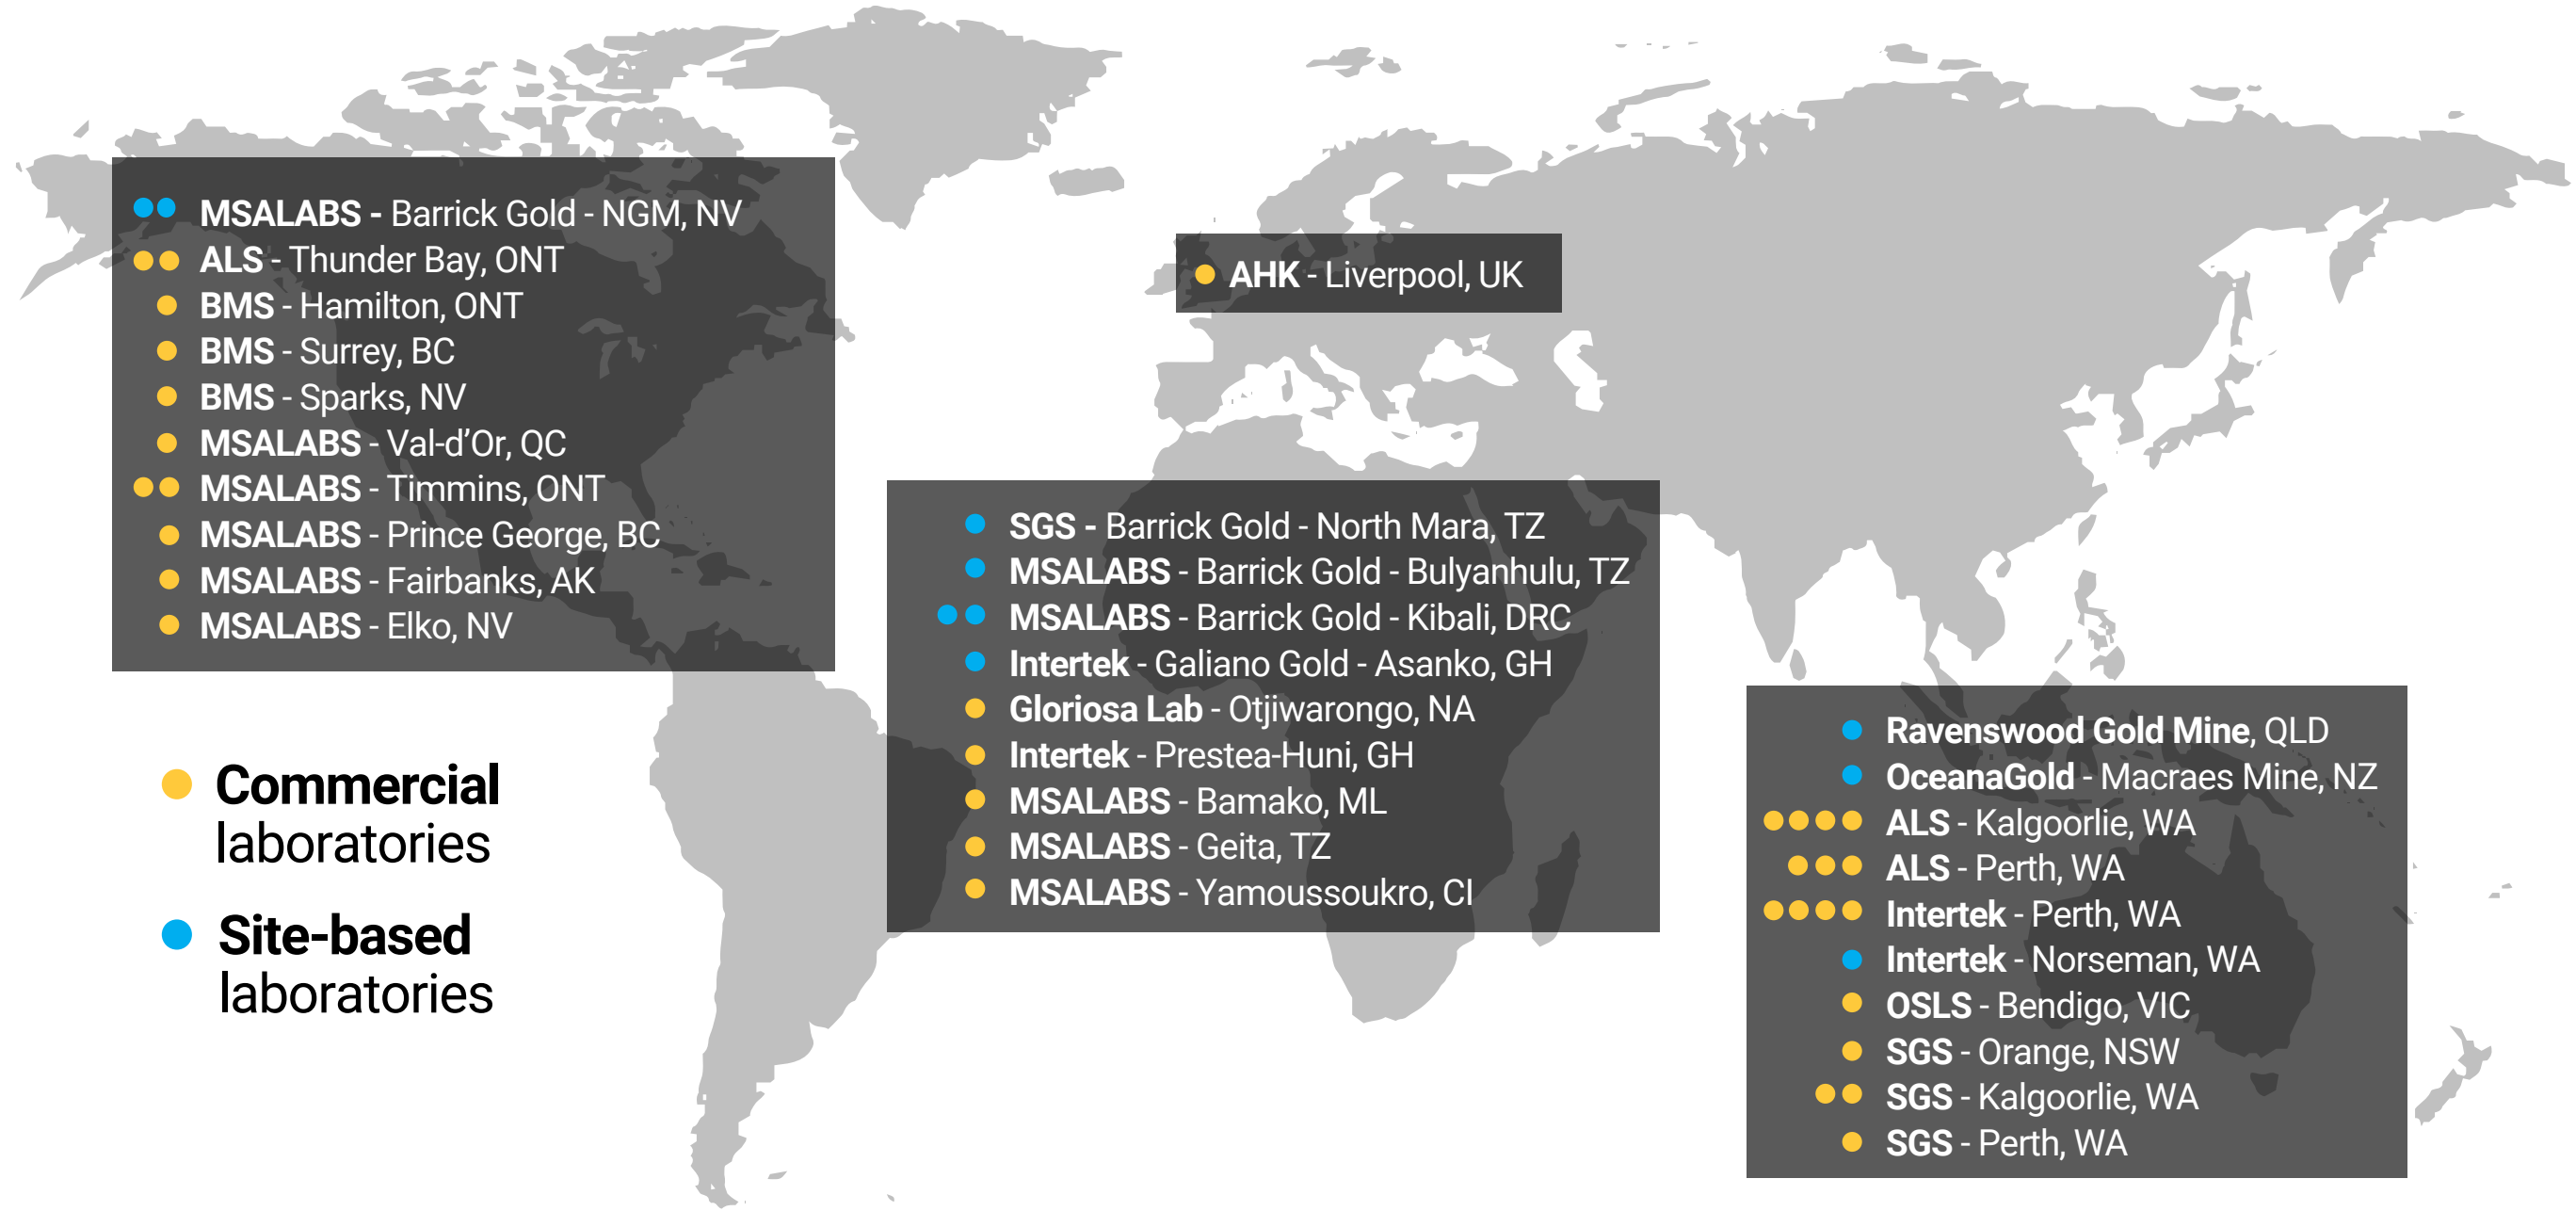 MSALABS - Barrick Gold - NGM, NV
ALS - Thunder Bay, ONT
BMS - Hamilton, ONT
BMS - Surrey, BC
BMS - Sparks, NV
MSALABS - Val-d’Or, QC
MSALABS - Timmins, ONT
MSALABS - Prince George, BC
MSALABS - Fairbanks, AK
MSALABS - Elko, NV
AHK - Liverpool, UK
SGS - Barrick Gold - North Mara, TZ
MSALABS - Barrick Gold - Bulyanhulu, TZ
MSALABS - Barrick Gold - Kibali, DRC
Intertek - Galiano Gold - Asanko, GH
Gloriosa Lab - Otjiwarongo, NA
Intertek - Prestea-Huni, GH
MSALABS - Bamako, ML
MSALABS - Geita, TZ
MSALABS - Yamoussoukro, CI
Ravenswood Gold Mine, QLD
OceanaGold - Macraes Mine, NZ
ALS - Kalgoorlie, WA
ALS - Perth, WA
Intertek - Perth, WA
Intertek - Norseman, WA
OSLS - Bendigo, VIC
SGS - Orange, NSW
SGS - Kalgoorlie, WA
SGS - Perth, WA
Commercial
laboratories
Site-based
laboratories